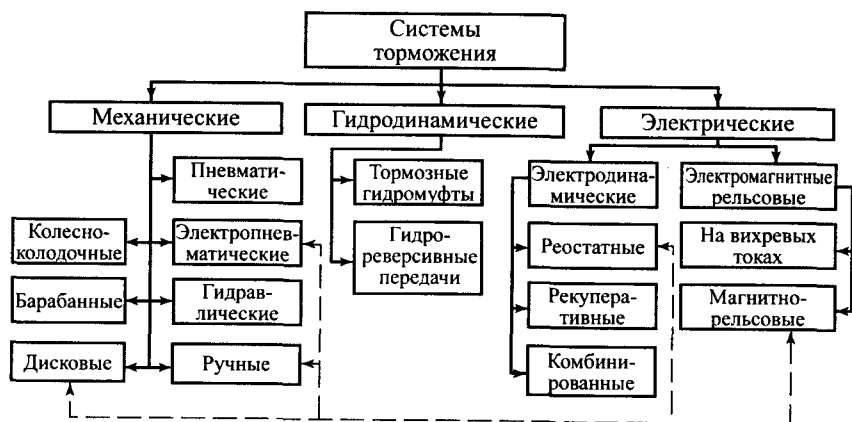 Системы
торможения
Механические
Гидродинамические
Электрические
Пневмати-
ческие
Колесно-
колодочные
Электропнев-
матические
Барабанные
Гидрав-
лические
Дисковые
Ручные
Тормозные
гидромуфты
Гидро-
реверсивные
передачи
Электродина-
мические
Реостатные
Рекупера-
тивные
Комбини-
рованные
Электромагнитные
рельсовые
На вихревых
токах
Магнитно-
рельсовые